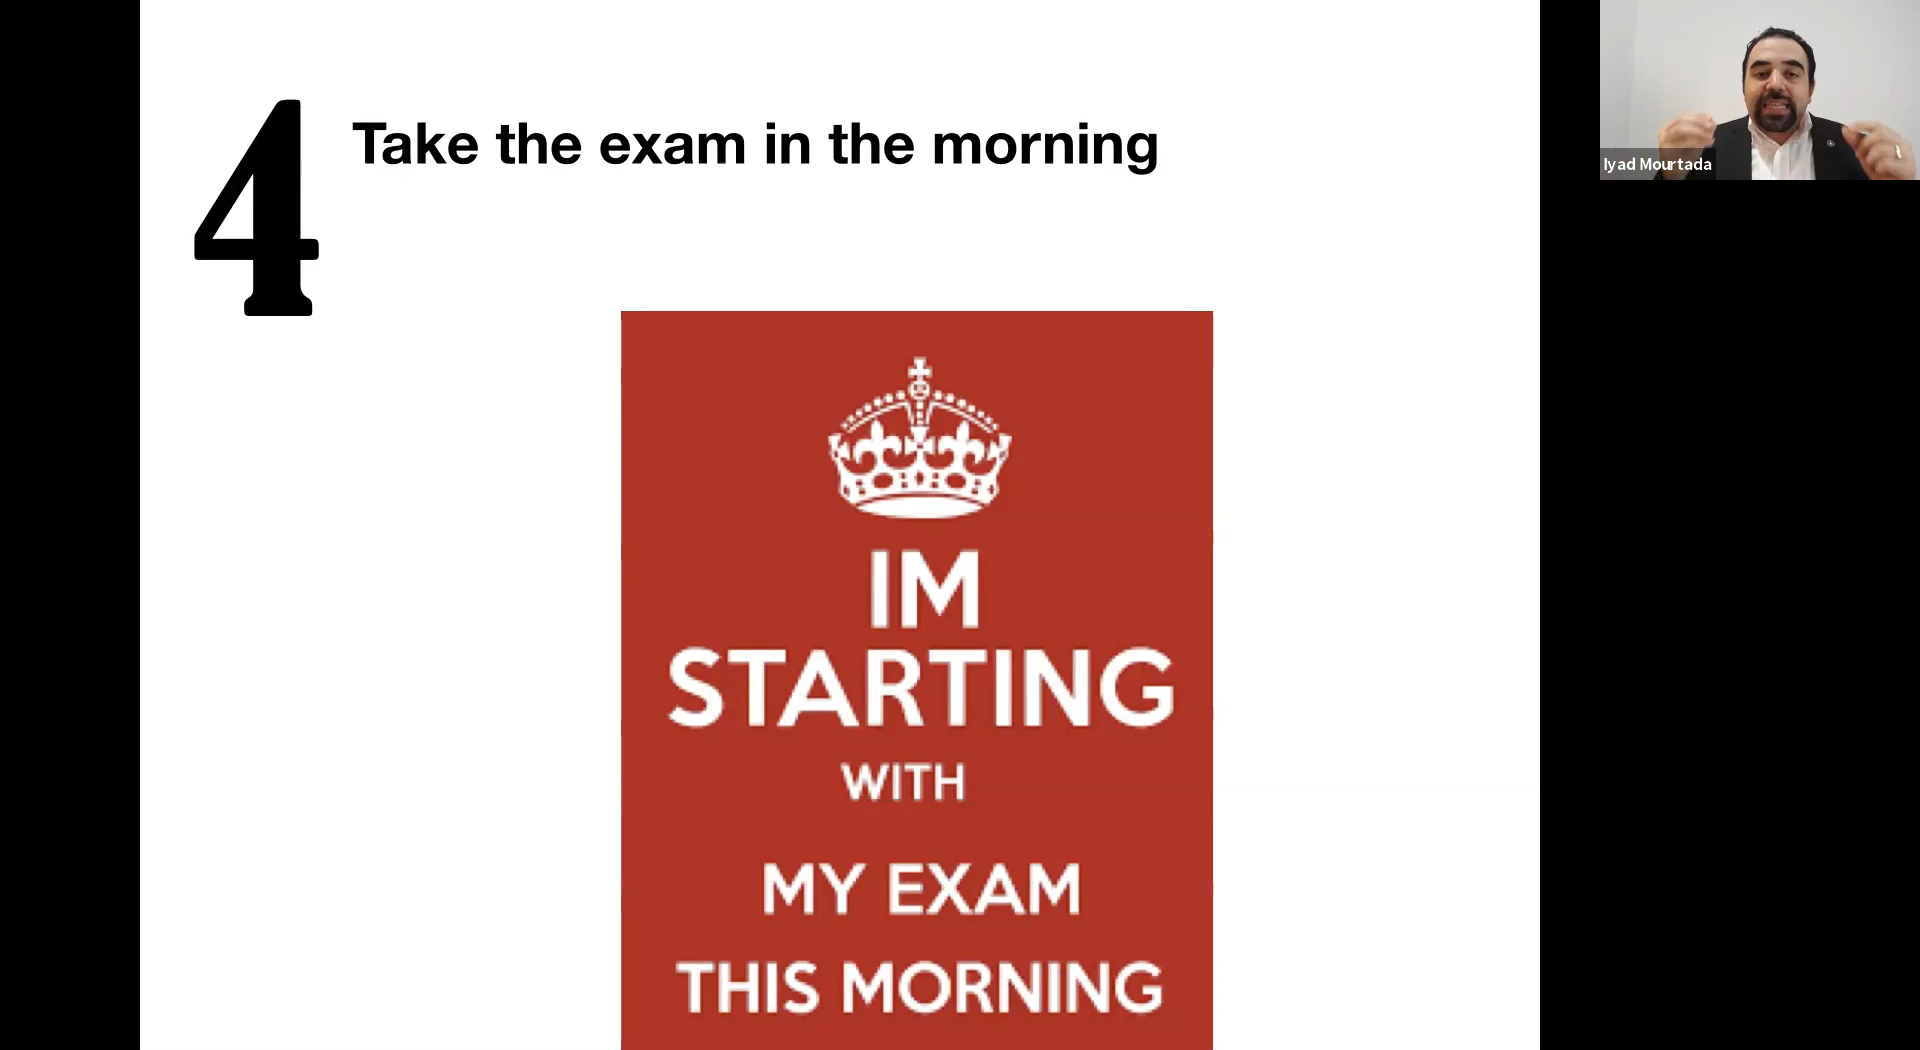 4
Take the exam in the morning
IM
STARTING
WITH
MY EXAM
THIS MORNING
Iyad Mourtada